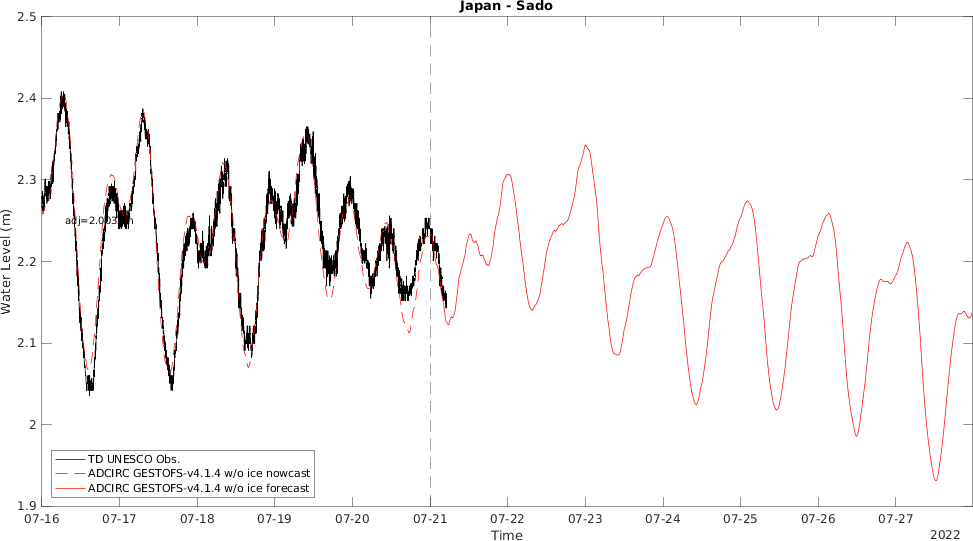 Japan - Sado
2.5
2.4
2.3
2.2
2.1
2
1.9
Water Level (m)
TD UNESCO Obs.
ADCIRC GESTOFS-v4.1.4 w/o ice nowcast
ADCIRC GESTOFS-v4.1.4 w/o ice forecast
07-16 07-17 07-18 07-19 07-20 07-21 07-22 07-23 07-24 07-25 07-26 07-27
Time
2022